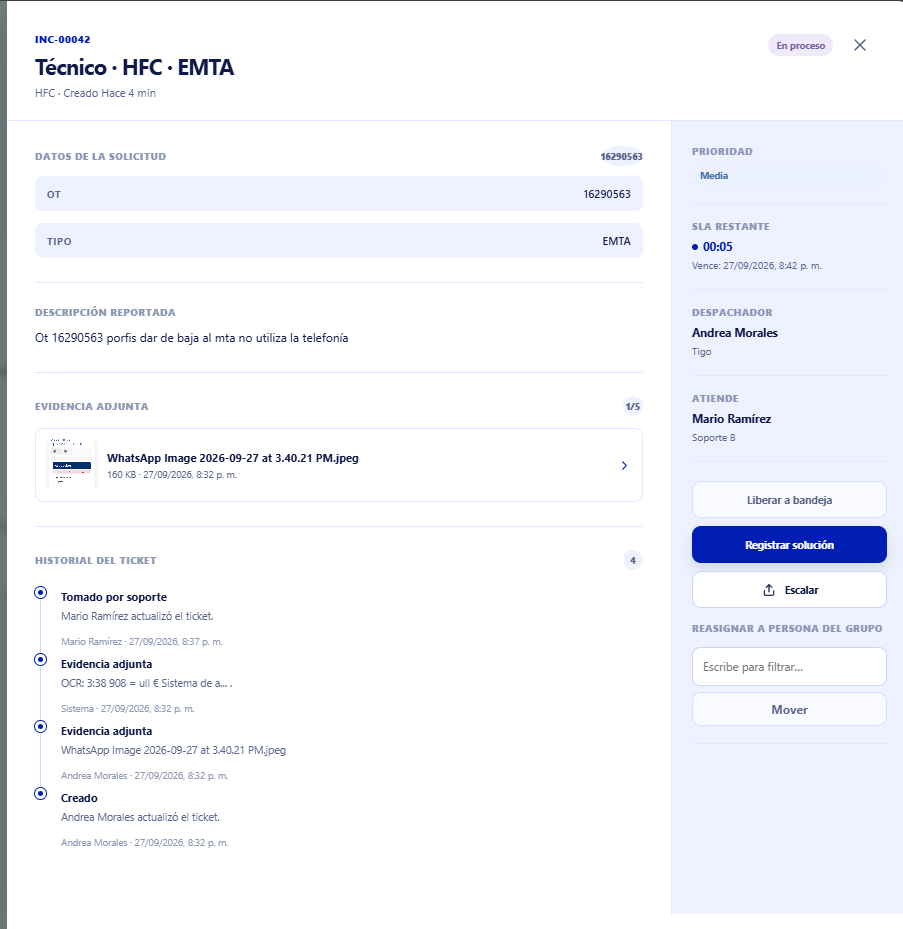 INC-00042
Técnico · HFC · EMTA
HFC · Creado Hace 4 min
En proceso
DATOS DE LA SOLICITUD
16290563
OT
16290563
TIPO
EMTA
DESCRIPCIÓN REPORTADA
Ot 16290563 porfis dar de baja al mta no utiliza la telefonía
EVIDENCIA ADJUNTA
1/5
WhatsApp Image 2026-09-27 at 3.40.21 PM.jpeg
160 KB · 27/09/2026, 8:32 p. m.
HISTORIAL DEL TICKET
4
Tomado por soporte
Mario Ramírez actualizó el ticket.
Mario Ramírez · 27/09/2026, 8:37 p. m.
Evidencia adjunta
OCR: 3:38 908 = ull € Sistema de a... .
Sistema · 27/09/2026, 8:32 p. m.
Evidencia adjunta
WhatsApp Image 2026-09-27 at 3.40.21 PM.jpeg
Andrea Morales · 27/09/2026, 8:32 p. m.
Creado
Andrea Morales actualizó el ticket.
Andrea Morales · 27/09/2026, 8:32 p. m.
PRIORIDAD
Media
SLA RESTANTE
00:05
Vence: 27/09/2026, 8:42 p. m.
DESPACHADOR
Andrea Morales
Tigo
ATIENDE
Mario Ramírez
Soporte B
Liberar a bandeja
Registrar solución
Escalar
REASIGNAR A PERSONA DEL GRUPO
Escribe para filtrar...
Mover